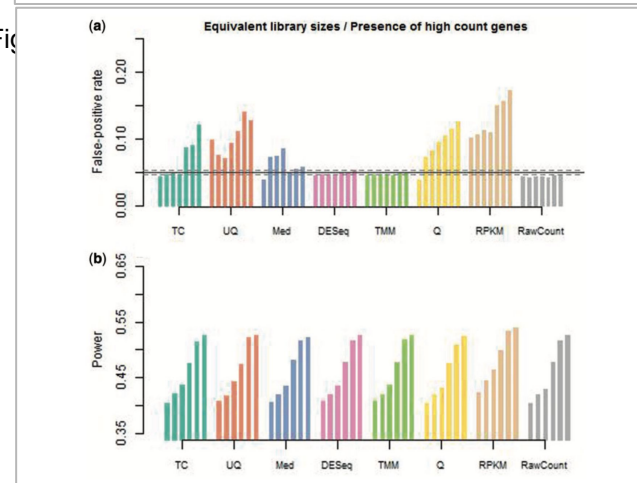 Fig
(a)
Equivalent library sizes / Presence of high count genes
False-positive rate
0.20
0.10
0.00
TC UQ Med DESeq TMM Q RPKM RawCount
(b)
Power
0.65
0.55
0.45
0.35
TC UQ Med DESeq TMM Q RPKM RawCount